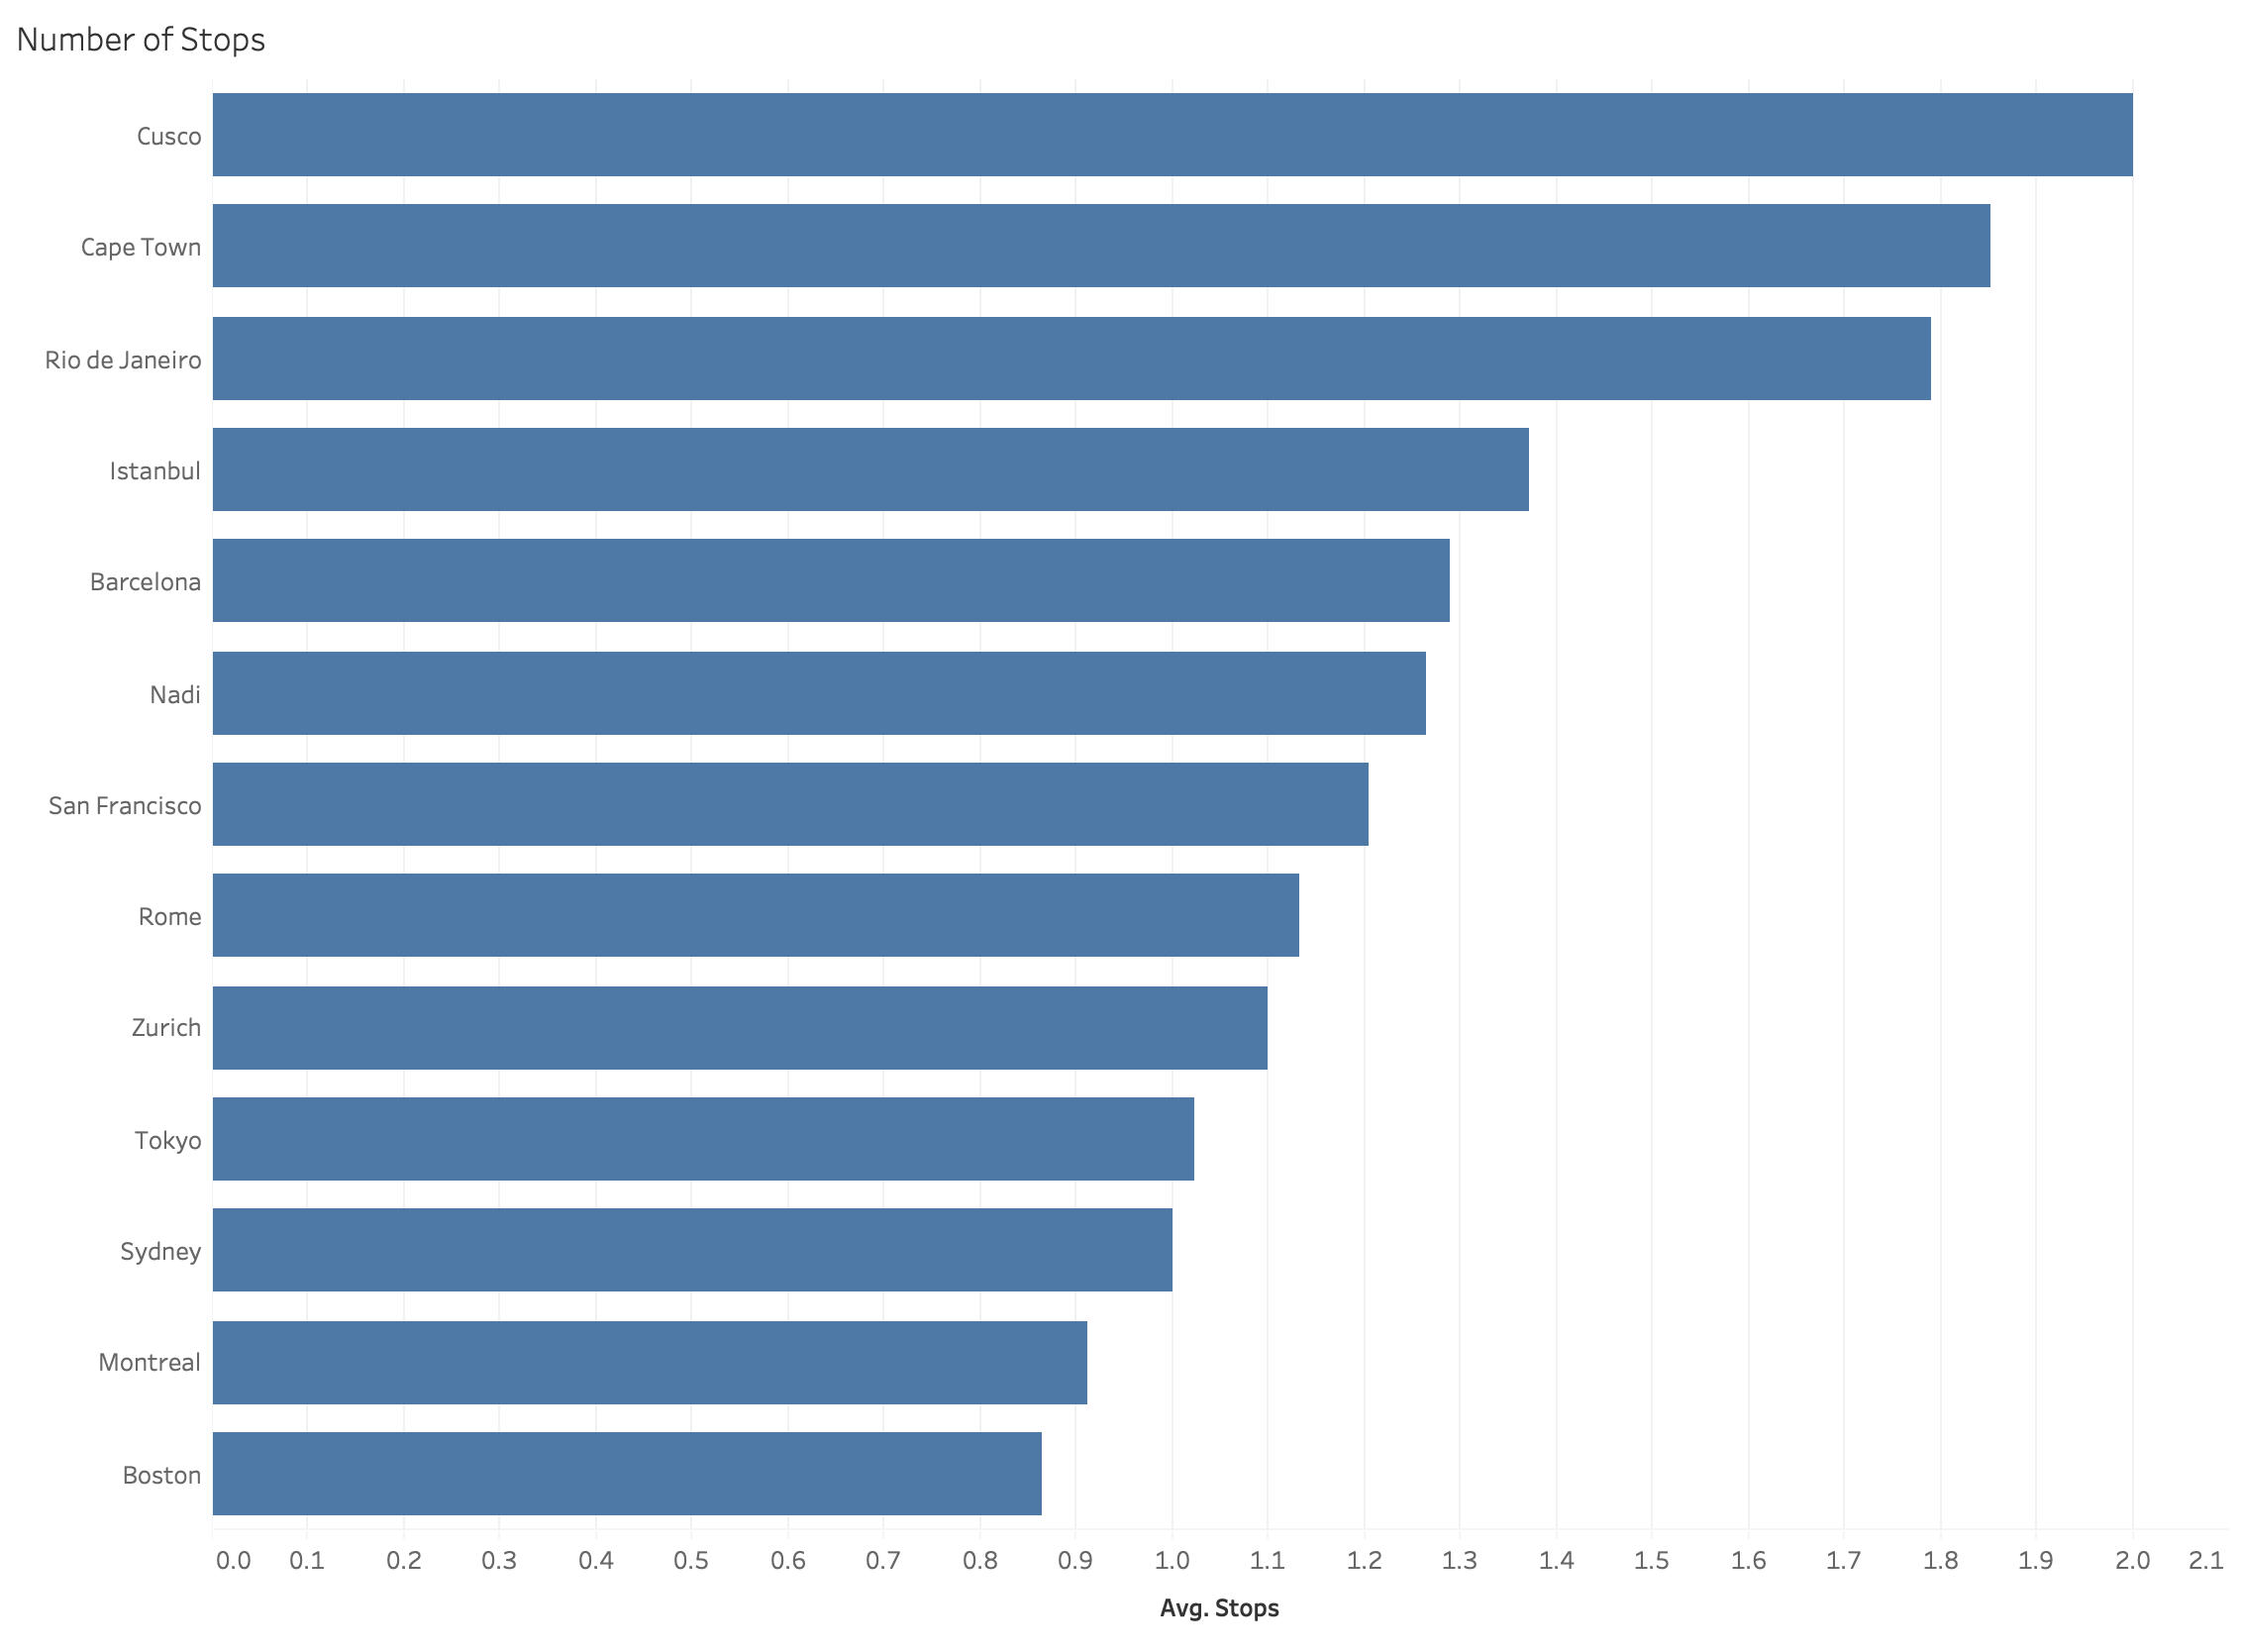 Number of Stops
Cusco
Cape Town
Rio de Janeiro
Istanbul
Barcelona
Nadi
San Francisco
Rome
Zurich
Tokyo
Sydney
Montreal
Boston
0.0 0.1 0.2 0.3 0.4 0.5 0.6 0.7 0.8 0.9 1.0 1.1 1.2 1.3 1.4 1.5 1.6 1.7 1.8 1.9 2.0 2.1
Avg. Stops